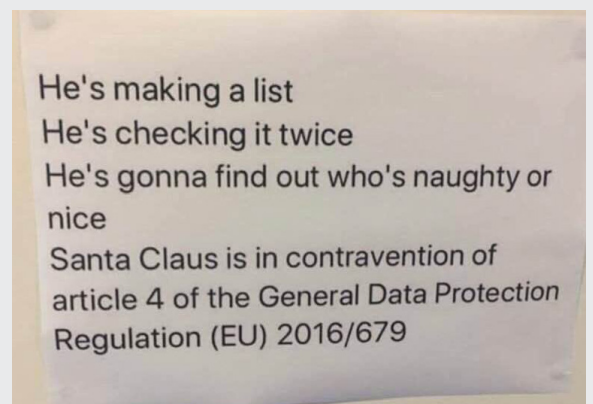 He's making a list
He's checking it twice
He's gonna find out who's naughty or
nice
Santa Claus is in contravention of
article 4 of the General Data Protection
Regulation (EU) 2016/679